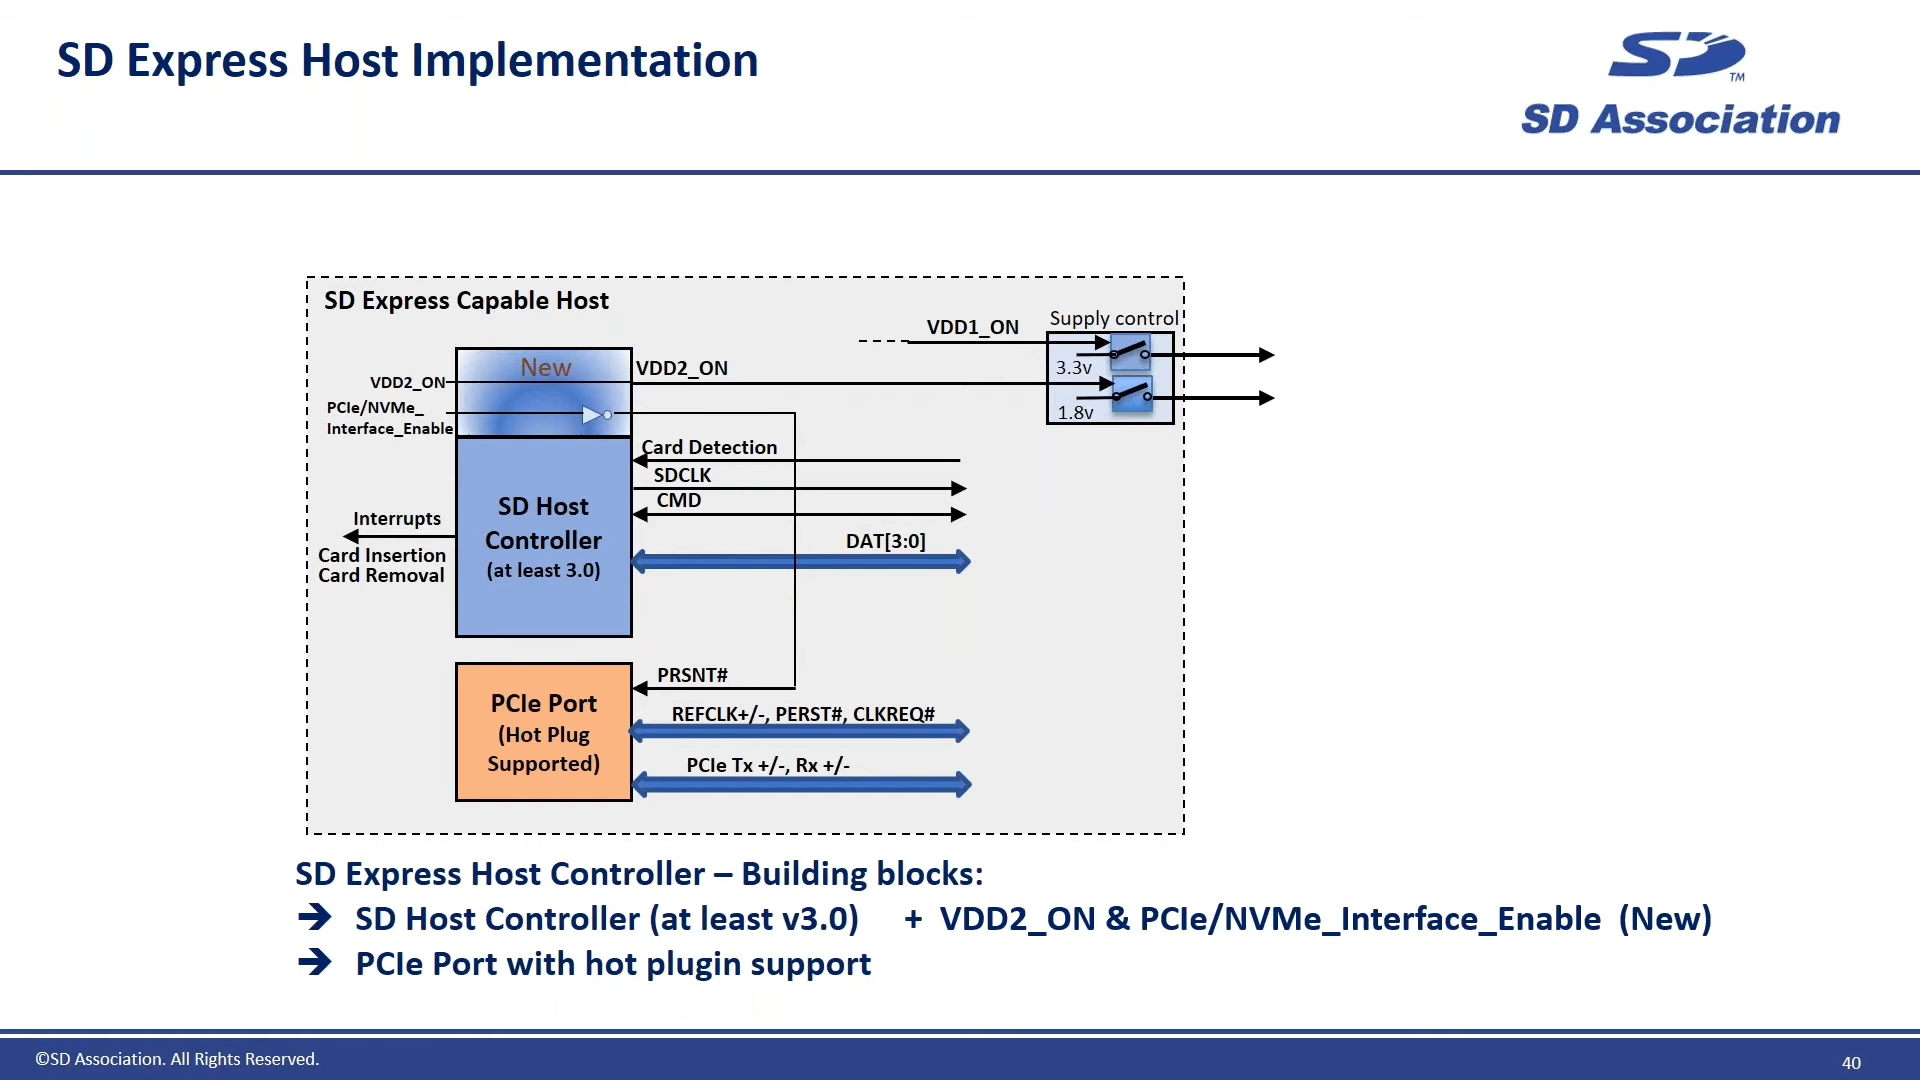 SD Express Host Implementation
SD
TM
SD Association
SD Express Capable Host
VDD1_ON
Supply control
3.3v
1.8v
New
VDD2_ON
VDD2_ON
PCIe/NVMe_
Interface_Enable
Card Detection
SDCLK
CMD
DAT[3:0]
SD Host
Controller
(at least 3.0)
Interrupts
Card Insertion
Card Removal
PRSNT#
PCIe Port
(Hot Plug
Supported)
REFCLK+/-, PERST#, CLKREQ#
PCIe Tx +/-, Rx +/-
SD Express Host Controller – Building blocks:
➔ SD Host Controller (at least v3.0) + VDD2_ON & PCIe/NVMe_Interface_Enable (New)
➔ PCIe Port with hot plugin support
©SD Association. All Rights Reserved.
40